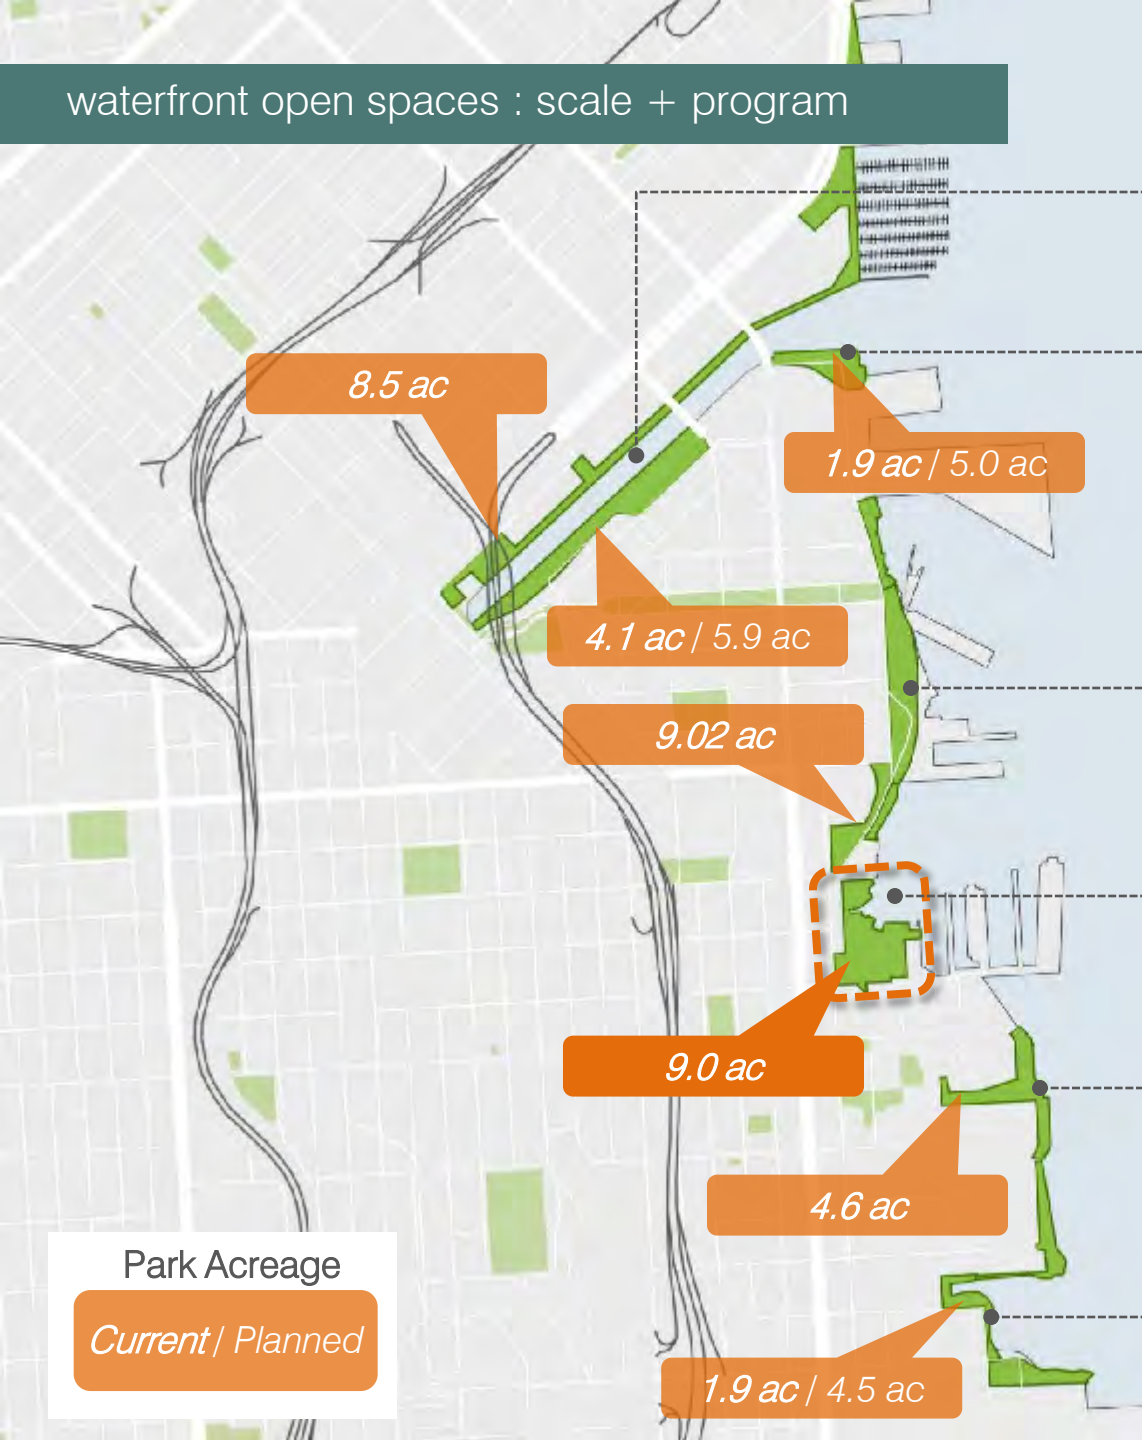 waterfront open spaces : scale + program
8.5 ac
1.9 ac / 5.0 ac
4.1 ac / 5.9 ac
9.02 ac
9.0 ac
4.6 ac
Park Acreage
Current / Planned
1.9 ac / 4.5 ac